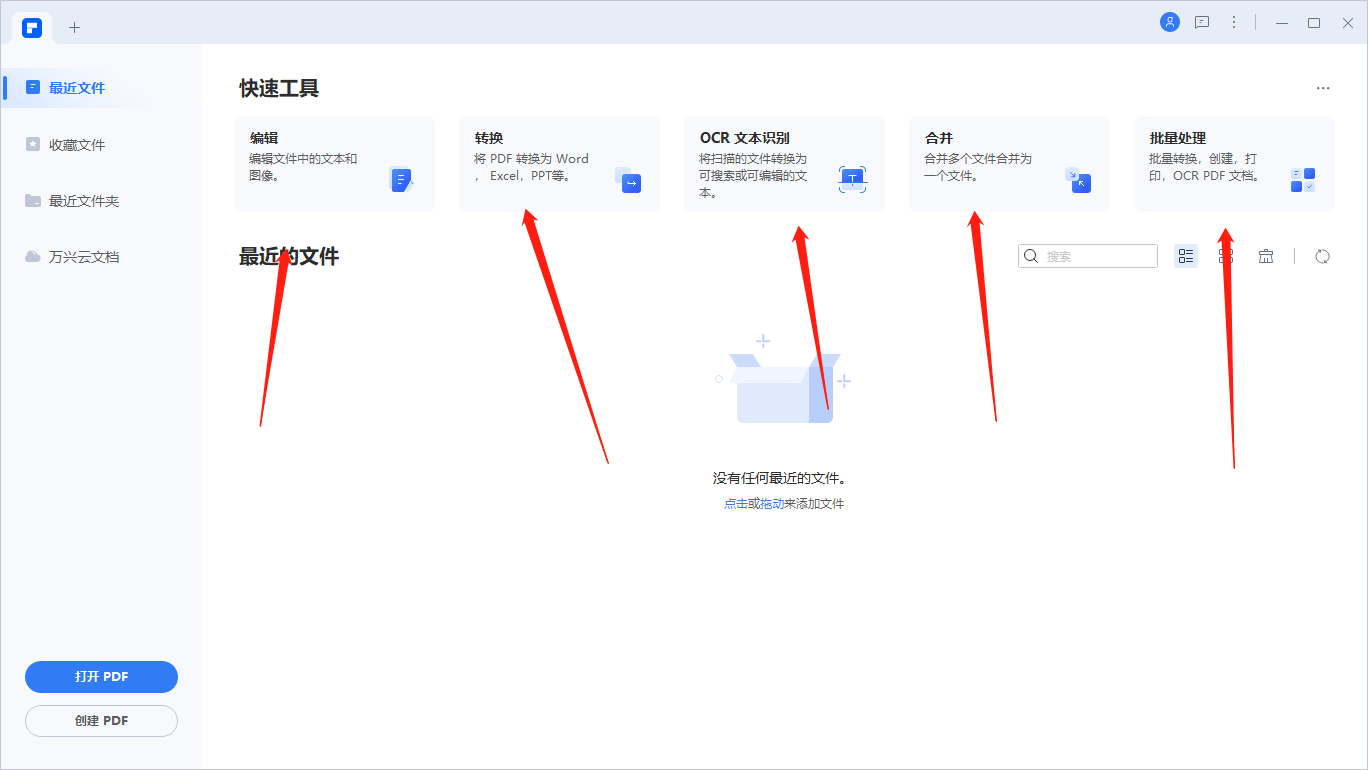 最近文件
收藏文件
最近文件夹
万兴云文档
打开 PDF
创建 PDF
快速工具
编辑
编辑文件中的文本和
图像。
转换
将 PDF 转换为 Word
，Excel，PPT等。
OCR 文本识别
将扫描的文件转换为
可搜索或可编辑的文
本。
合并
合并多个文件合并为
一个文件。
批量处理
批量转换，创建，打
印，OCR PDF 文档。
最近的文件
搜索
没有任何最近的文件。
点击或拖动来添加文件